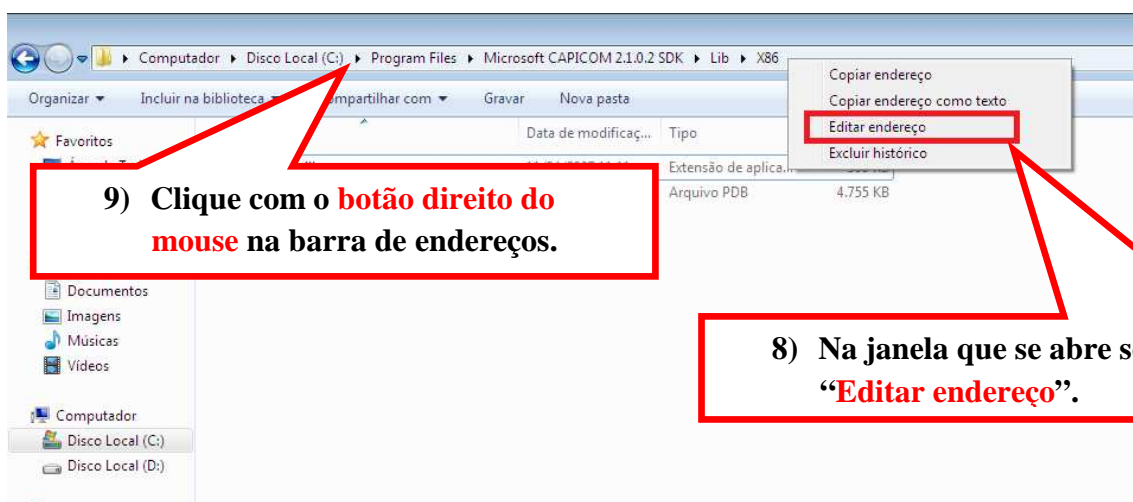 Computador Disco Local (C:) Program Files Microsoft CAPICOM 2.1.0.2 SDK Lib X86
Copiar endereço
Organizar Incluir na biblioteca Compartilhar com Gravar Nova pasta
Copiar endereço como texto
Editar endereço
Excluir histórico
Favoritos
Data de modificaç... Tipo
Extensão de aplica...
Arquivo PDB 4.755 KB
9) Clique com o botão direito do
mouse na barra de endereços.
Documentos
Imagens
Músicas
Vídeos
8) Na janela que se abre
“Editar endereço”.
Computador
Disco Local (C:)
Disco Local (D:)